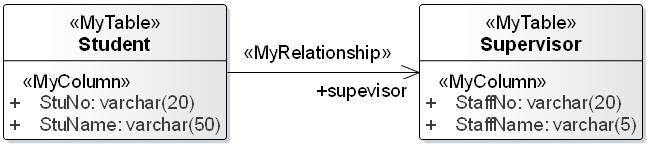 «MyTable»
Student
«MyColumn»
+ StuNo: varchar(20)
+ StuName: varchar(50)
«MyRelationship»
+supevisor
«MyTable»
Supervisor
«MyColumn»
+ StaffNo: varchar(20)
+ StaffName: varchar(5)